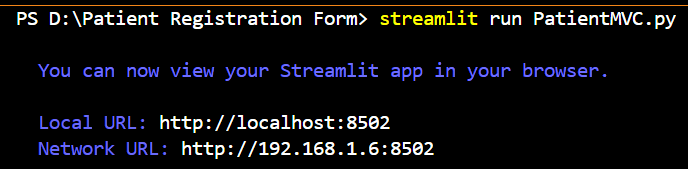 PS D:\Patient Registration Form> streamlit run PatientMVC.py
You can now view your Streamlit app in your browser.
Local URL: http://localhost:8502
Network URL: http://192.168.1.6:8502